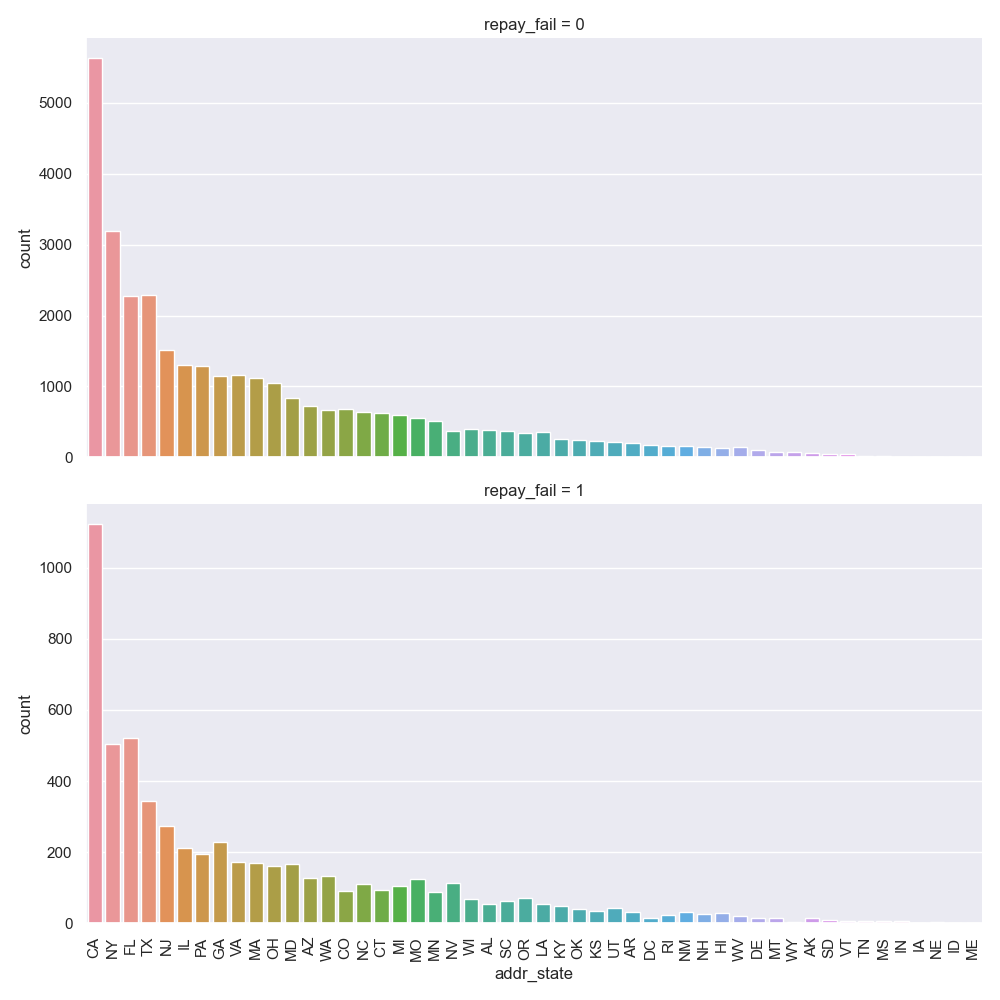 repay_fail = 0
count
5000
4000
3000
2000
1000
0
repay_fail = 1
count
1000
800
600
400
200
0
CA NY FL TX NJ IL PA GA VA MA OH MD AZ WA CO NC CT MI MO MN NV WI AL SC OR LA KY OK KS UT AR DC RI NM NH HI WV DE MT WY AK SD VT TN MS IN IA NE ID ME
addr_state